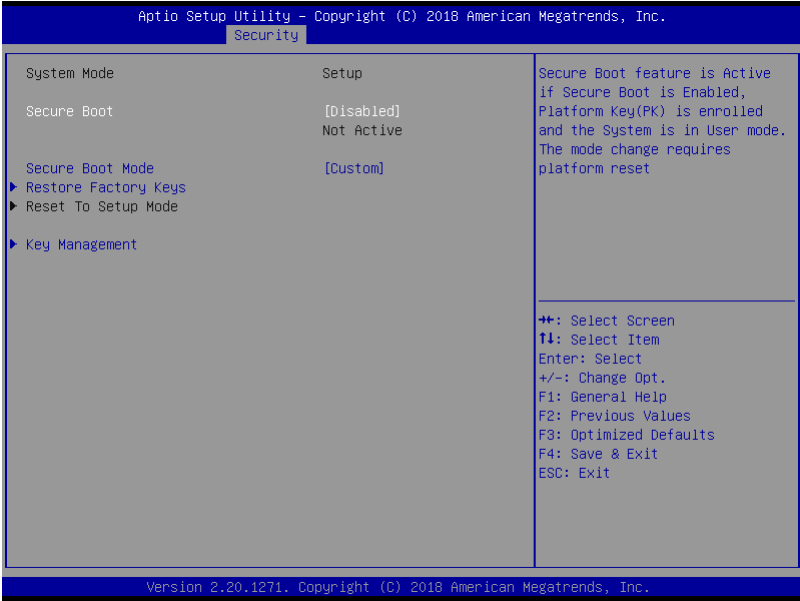 Aptio Setup Utility – Copyright (C) 2018 American Megatrends, Inc.
Security
System Mode Setup
Secure Boot [Disabled]
Not Active
Secure Boot Mode [Custom]
Restore Factory Keys
Reset To Setup Mode
Key Management
Secure Boot feature is Active
if Secure Boot is Enabled,
Platform Key(PK) is enrolled
and the System is in User mode.
The mode change requires
platform reset
→←: Select Screen
↑↓: Select Item
Enter: Select
+/-: Change Opt.
F1: General Help
F2: Previous Values
F3: Optimized Defaults
F4: Save & Exit
ESC: Exit
Version 2.20.1271. Copyright (C) 2018 American Megatrends, Inc.